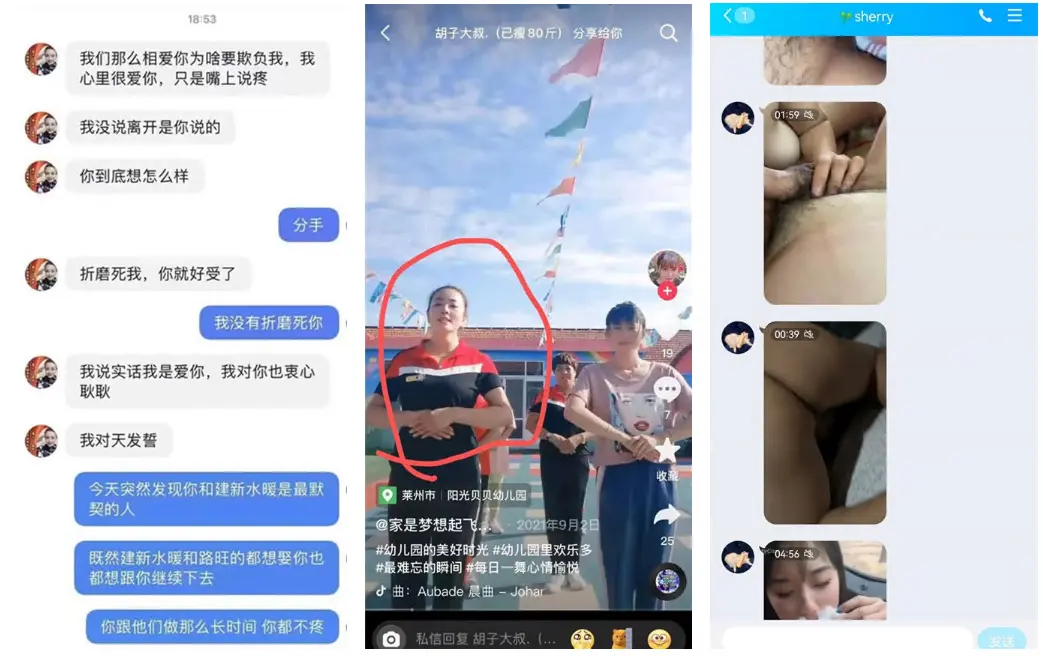 18:53
我们那么相爱你为啥要欺负我，我
心里很爱你，只是嘴上说疼
我没说离开是你说的
你到底想怎么样
分手
折磨死我，你就好受了
我没有折磨死你
我说实话我是爱你，我对你也衷心
耿耿
我对天发誓
今天突然发现你和建新水暖是最默
契的人
既然建新水暖和路旺的都想娶你也
都想跟你继续下去
你跟他们做那么长时间 你都不疼
胡子大叔.（已瘦80斤） 分享给你
19
7
收藏
25
莱州市 阳光贝贝幼儿园
@家是梦想起飞... · 2021年9月2日
#幼儿园的美好时光 #幼儿园里欢乐多
#最难忘的瞬间 #每日一舞心情愉悦
曲：Aubade 晨曲 - Johar
私信回复 胡子大叔.（...
1
sherry
01:59
00:39
04:56
发送